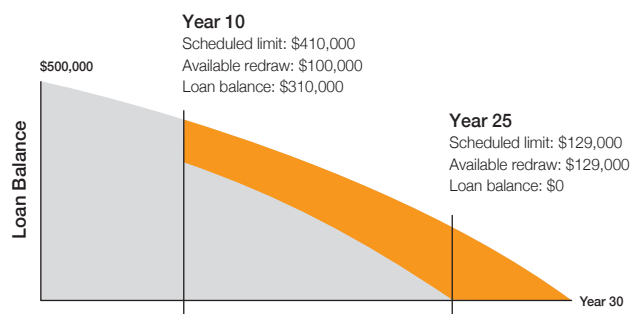 Year 10
Scheduled limit: $410,000
Available redraw: $100,000
Loan balance: $310,000
$500,000
Loan Balance
Year 25
Scheduled limit: $129,000
Available redraw: $129,000
Loan balance: $0
Year 30